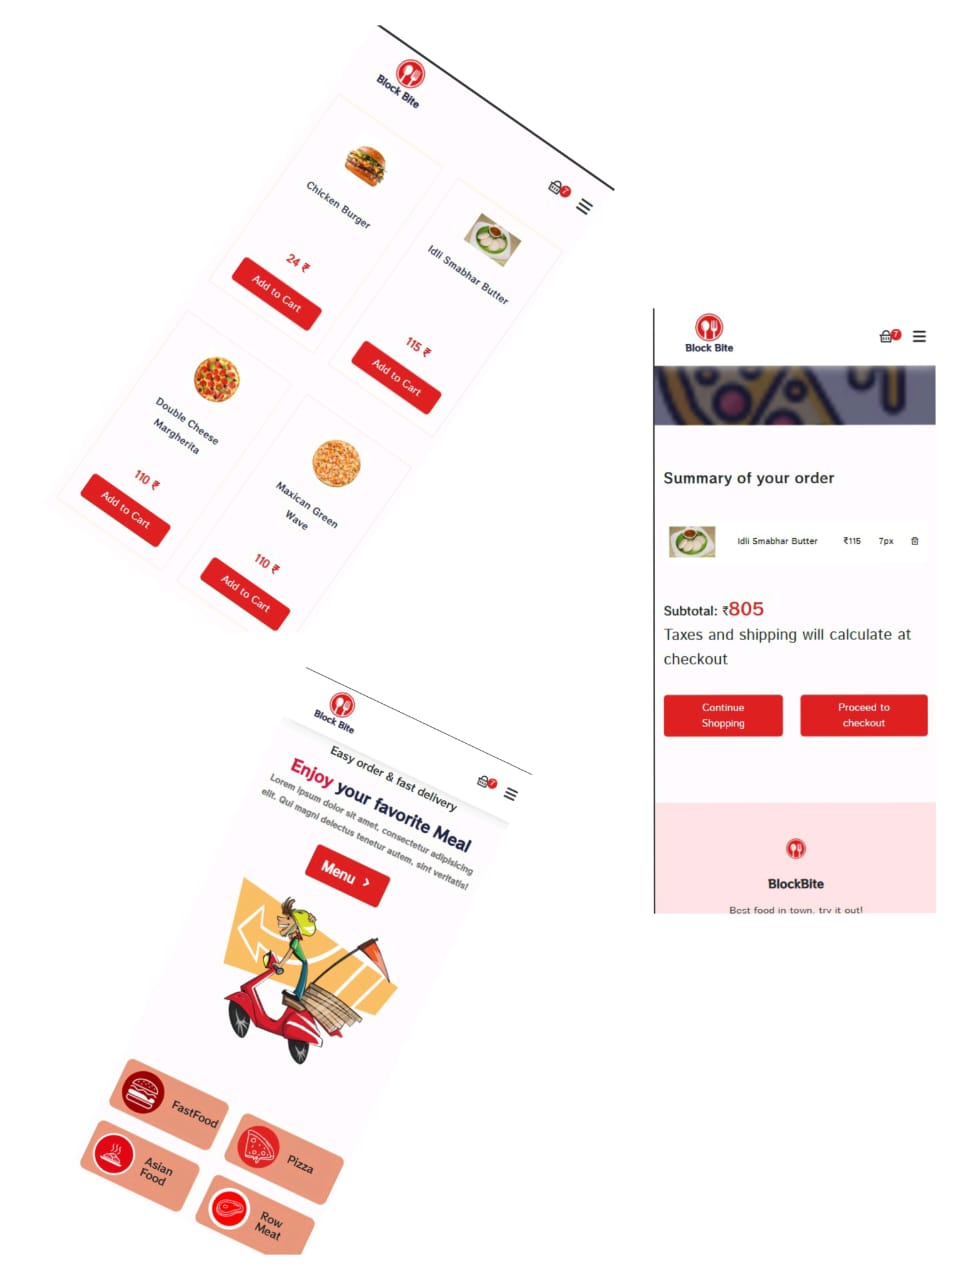 Block Bite
7
Chicken Burger
24 ₹
Add to Cart
Idli Smabhar Butter
115 ₹
Add to Cart
Double Cheese
Margherita
110 ₹
Add to Cart
Maxican Green
Wave
110 ₹
Add to Cart
Block Bite
7
Summary of your order
Idli Smabhar Butter ₹115 7px
Subtotal: ₹805
Taxes and shipping will calculate at
checkout
Continue
Shopping
Proceed to
checkout
BlockBite
Best food in town, try it out!
Block Bite
7
Easy order & fast delivery
Enjoy your favorite Meal
Lorem ipsum dolor sit amet, consectetur adipisicing
elit. Qui magni delectus tenetur autem, sint veritatis!
Menu >
FastFood
Pizza
Asian
Food
Row
Meat